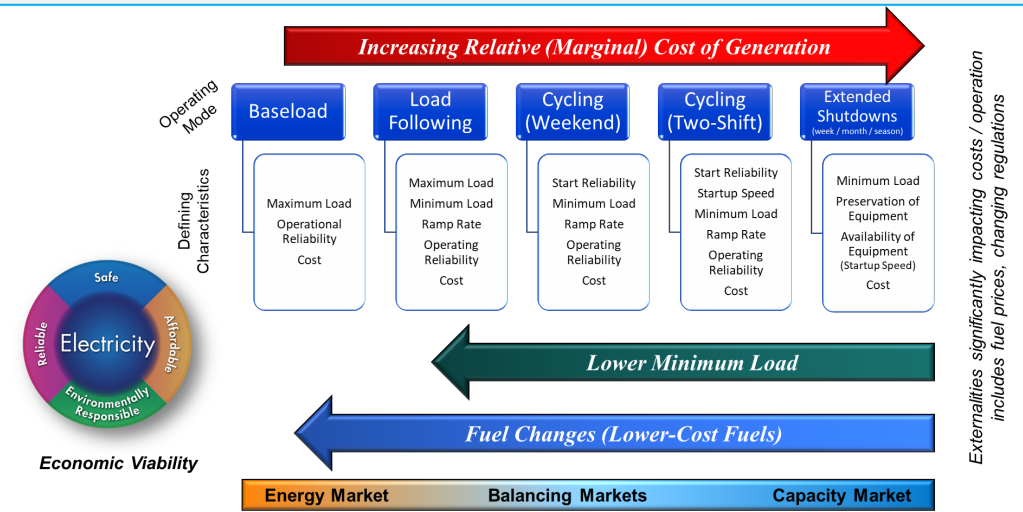 Increasing Relative (Marginal) Cost of Generation
Operating
Mode
Baseload
Load
Following
Cycling
(Weekend)
Cycling
(Two-Shift)
Extended
Shutdowns
(week / month / season)
Defining
Characteristics
Maximum Load
Operational
Reliability
Cost
Maximum Load
Minimum Load
Ramp Rate
Operating
Reliability
Cost
Start Reliability
Minimum Load
Ramp Rate
Operating
Reliability
Cost
Start Reliability
Startup Speed
Minimum Load
Ramp Rate
Operating
Reliability
Cost
Minimum Load
Preservation of
Equipment
Availability of
Equipment
(Startup Speed)
Cost
Externalities significantly impacting costs / operation
includes fuel prices, changing regulations
Safe
Reliable
Electricity
Affordable
Environmentally
Responsible
Economic Viability
Lower Minimum Load
Fuel Changes (Lower-Cost Fuels)
Energy Market Balancing Markets Capacity Market